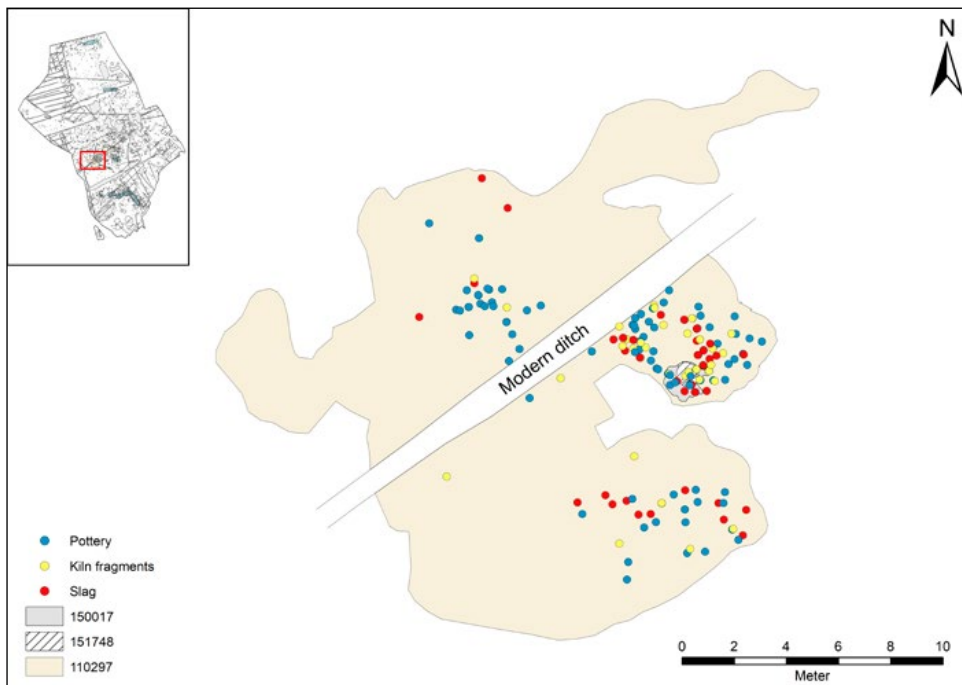 N
Modern ditch
Pottery
Kiln fragments
Slag
150017
151748
110297
0 2 4 6 8 10
Meter